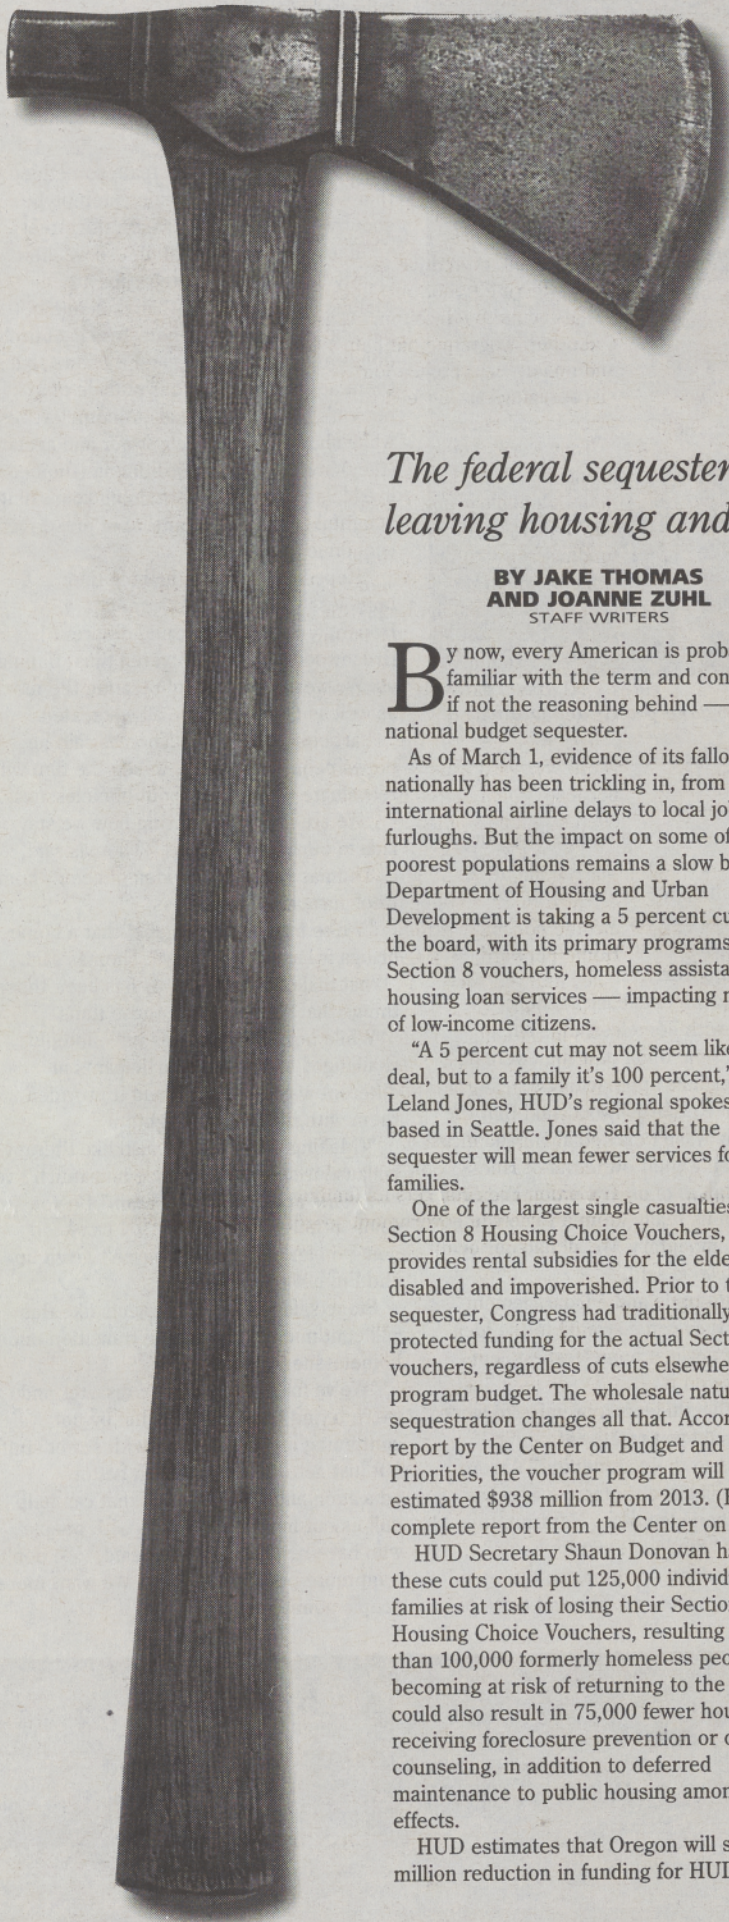 The federal sequester
leaving housing and
BY JAKE THOMAS
AND JOANNE ZUHL
STAFF WRITERS
By now, every American is prob
familiar with the term and con
if not the reasoning behind —
national budget sequester.
As of March 1, evidence of its fallo
nationally has been trickling in, from
international airline delays to local jo
furloughs. But the impact on some of
poorest populations remains a slow b
Department of Housing and Urban
Development is taking a 5 percent cu
the board, with its primary programs
Section 8 vouchers, homeless assista
housing loan services — impacting m
of low-income citizens.
“A 5 percent cut may not seem like
deal, but to a family it's 100 percent,”
Leland Jones, HUD's regional spokes
based in Seattle. Jones said that the
sequester will mean fewer services fo
families.
One of the largest single casualties
Section 8 Housing Choice Vouchers,
provides rental subsidies for the elde
disabled and impoverished. Prior to t
sequester, Congress had traditionally
protected funding for the actual Sect
vouchers, regardless of cuts elsewhe
program budget. The wholesale natu
sequestration changes all that. Accor
report by the Center on Budget and
Priorities, the voucher program will
estimated $938 million from 2013. (
complete report from the Center on
HUD Secretary Shaun Donovan h
these cuts could put 125,000 individ
families at risk of losing their Sectio
Housing Choice Vouchers, resulting
than 100,000 formerly homeless peo
becoming at risk of returning to the
could also result in 75,000 fewer hou
receiving foreclosure prevention or o
counseling, in addition to deferred
maintenance to public housing amon
effects.
HUD estimates that Oregon will s
million reduction in funding for HUD